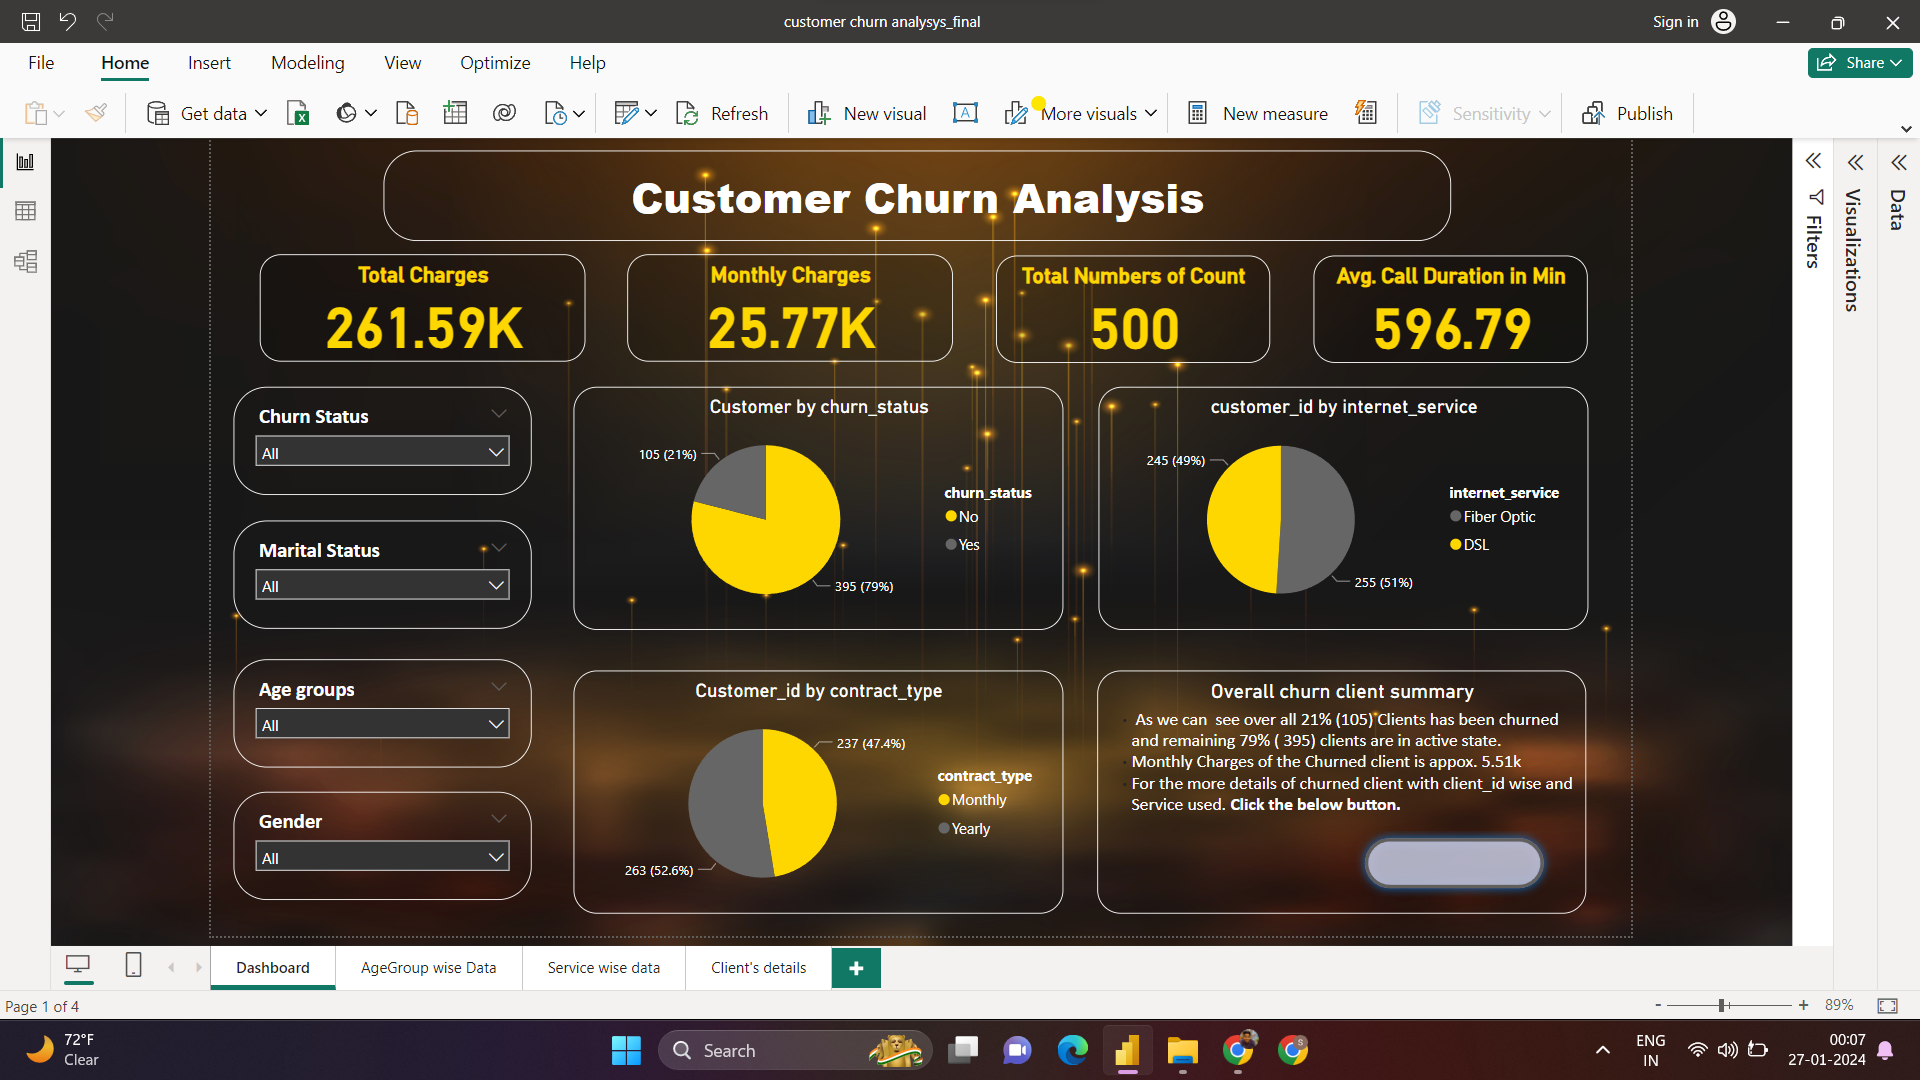 customer churn analysys_final
Sign in
File Home Insert Modeling View Optimize Help
Share
Get data
Refresh
New visual
A
More visuals
New measure
Sensitivity
Publish
Customer Churn Analysis
Total Charges
261.59K
Monthly Charges
25.77K
Total Numbers of Count
500
Avg. Call Duration in Min
596.79
Filters
Visualizations
Data
Churn Status
All
Marital Status
All
Age groups
All
Gender
All
Customer by churn_status
105 (21%)
395 (79%)
churn_status
No
Yes
customer_id by internet_service
245 (49%)
255 (51%)
internet_service
Fiber Optic
DSL
Customer_id by contract_type
237 (47.4%)
263 (52.6%)
contract_type
Monthly
Yearly
Overall churn client summary
As we can see over all 21% (105) Clients has been churned
and remaining 79% ( 395) clients are in active state.
Monthly Charges of the Churned client is appox. 5.51k
For the more details of churned client with client_id wise and
Service used. Click the below button.
Dashboard
AgeGroup wise Data
Service wise data
Client's details
Page 1 of 4
- + 89%
72°F
Clear
Search
S
ENG
IN
00:07
27-01-2024